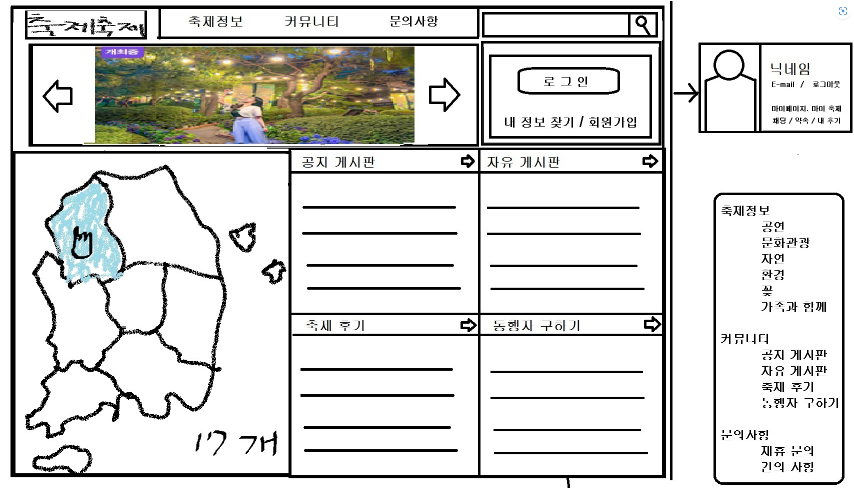 축제축제
축제정보 커뮤니티 문의사항
개최중
로그인
내 정보 찾기 / 회원가입
닉네임
E-mail / 로그아웃
마이페이지, 마이 축제
채팅 / 약속 / 내 후기
공지 게시판
자유 게시판
축제 후기
동행자 구하기
17개
축제정보
공연
문화관광
자연
환경
꽃
가족과 함께
커뮤니티
공지 게시판
자유 게시판
축제 후기
동행자 구하기
문의사항
제휴 문의
건의 사항